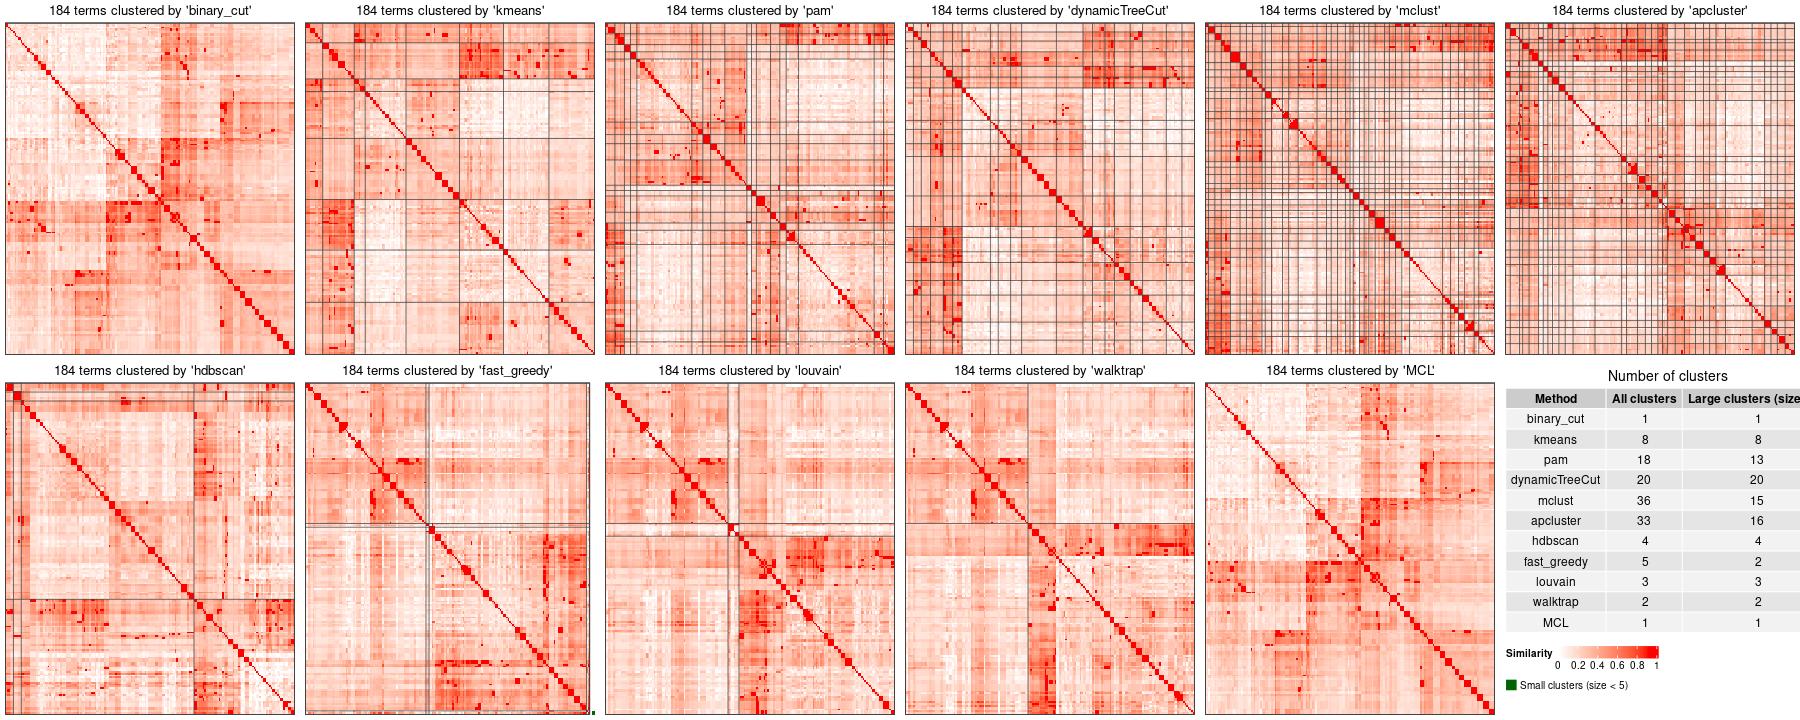 184 terms clustered by 'binary_cut'
184 terms clustered by 'kmeans'
184 terms clustered by 'pam'
184 terms clustered by 'dynamicTreeCut'
184 terms clustered by 'mclust'
184 terms clustered by 'apcluster'
184 terms clustered by 'hdbscan'
184 terms clustered by 'fast_greedy'
184 terms clustered by 'louvain'
184 terms clustered by 'walktrap'
184 terms clustered by 'MCL'
Number of clusters
Method All clusters Large clusters (size
binary_cut 1 1
kmeans 8 8
pam 18 13
dynamicTreeCut 20 20
mclust 36 15
apcluster 33 16
hdbscan 4 4
fast_greedy 5 2
louvain 3 3
walktrap 2 2
MCL 1 1
Similarity
0 0.2 0.4 0.6 0.8 1
Small clusters (size < 5)